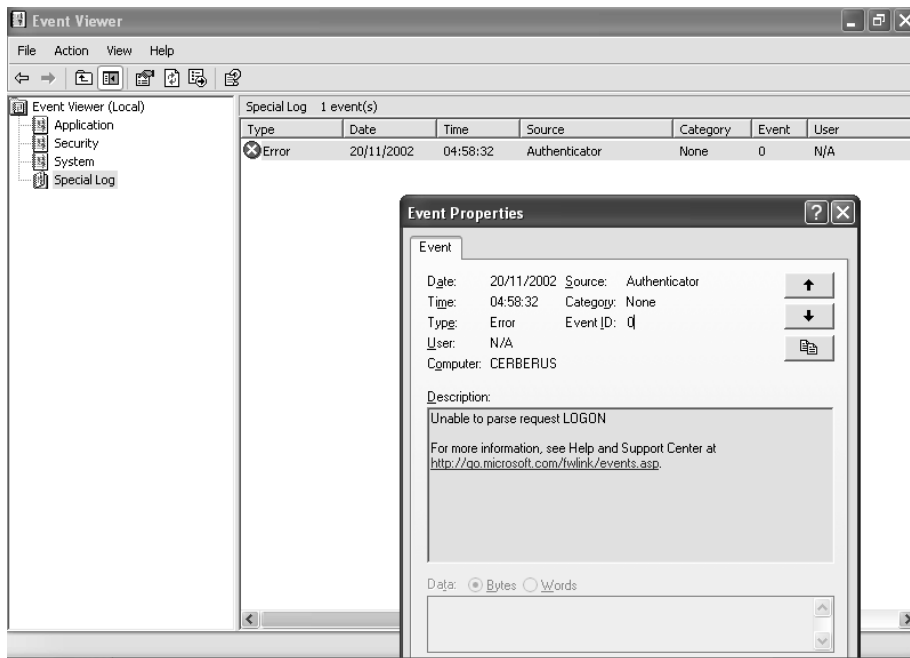 Event Viewer
File Action View Help
Event Viewer (Local)
Application
Security
System
Special Log
Special Log 1 event(s)
Type Date Time Source Category Event User
Error 20/11/2002 04:58:32 Authenticator None 0 N/A
Event Properties
Event
Date: 20/11/2002 Source: Authenticator
Time: 04:58:32 Category: None
Type: Error Event ID: 0
User: N/A
Computer: CERBERUS
Description:
Unable to parse request LOGON
For more information, see Help and Support Center at
http://go.microsoft.com/fwlink/events.asp.
Data: Bytes Words